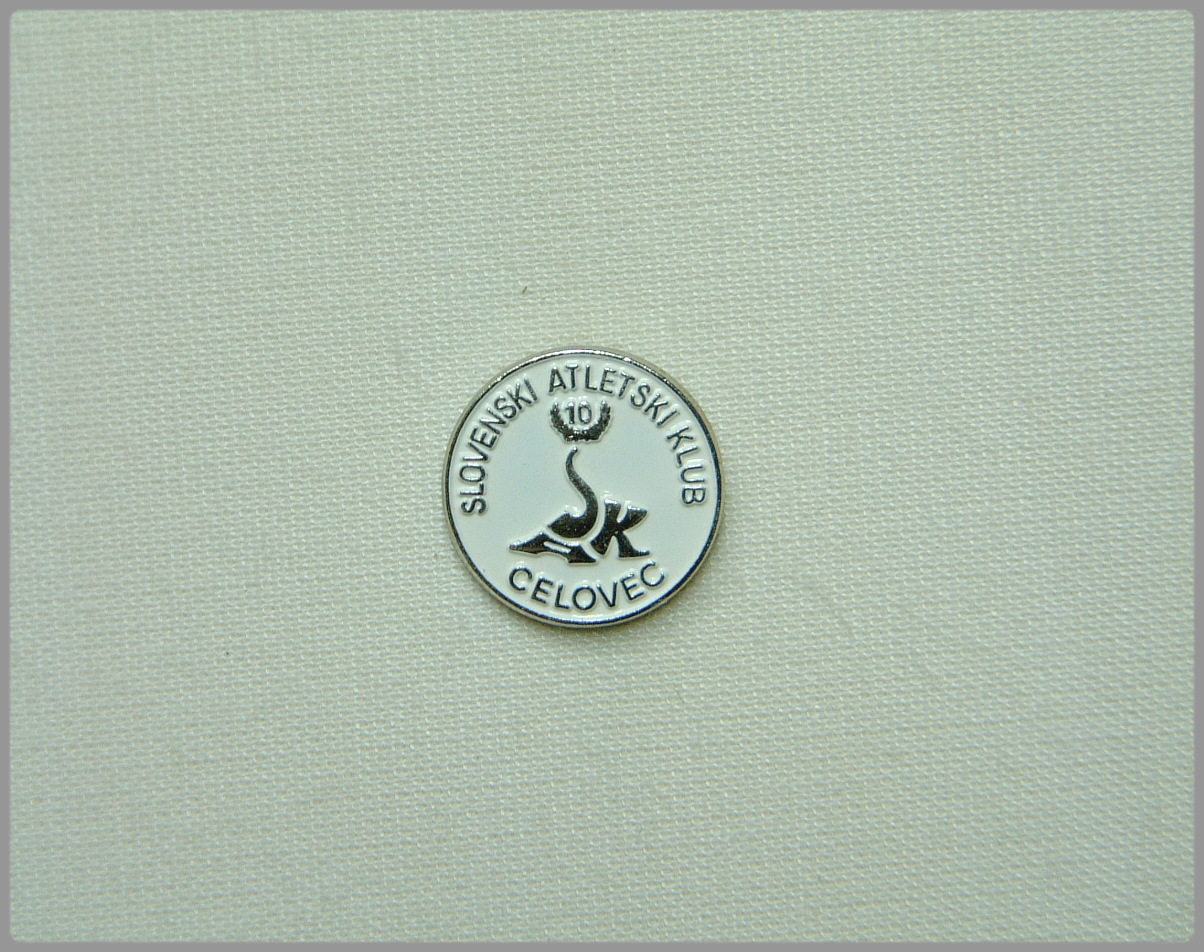 SLOVENSKI ATLETSKI KLUB
10
SAK
CELOVEC